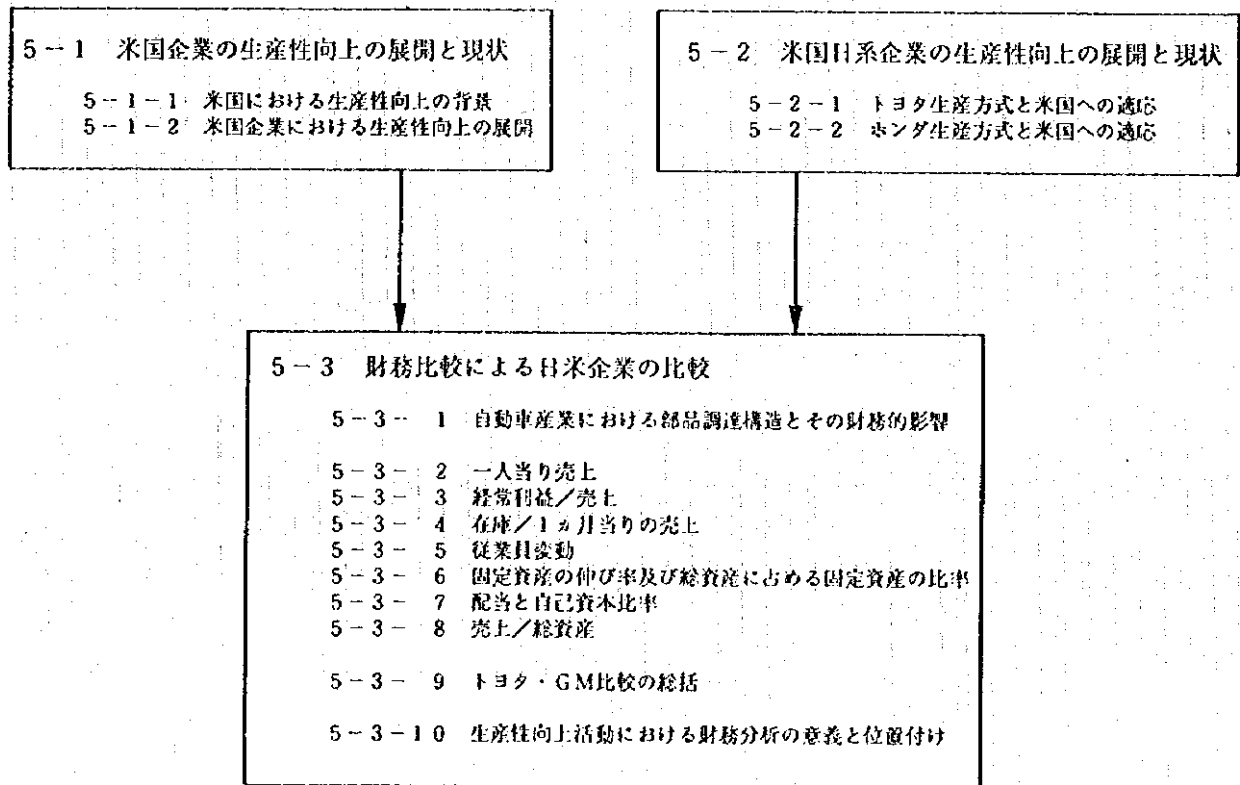 5-1 米国企業の生産性向上の展開と現状
5-1-1 米国における生産性向上の背景
5-1-2 米国企業における生産性向上の展開
5-2 米国日系企業の生産性向上の展開と現状
5-2-1 トヨタ生産方式と米国への適応
5-2-2 ホンダ生産方式と米国への適応
5-3 財務比較による日米企業の比較
5-3- 1 自動車産業における部品調達構造とその財務的影響
5-3- 2 一人当り売上
5-3- 3 経常利益/売上
5-3- 4 在庫/1ヵ月当りの売上
5-3- 5 従業員変動
5-3- 6 固定資産の伸び率及び総資産に占める固定資産の比率
5-3- 7 配当と自己資本比率
5-3- 8 売上/総資産
5-3- 9 トヨタ・GM比較の総括
5-3-10 生産性向上活動における財務分析の意義と位置付け